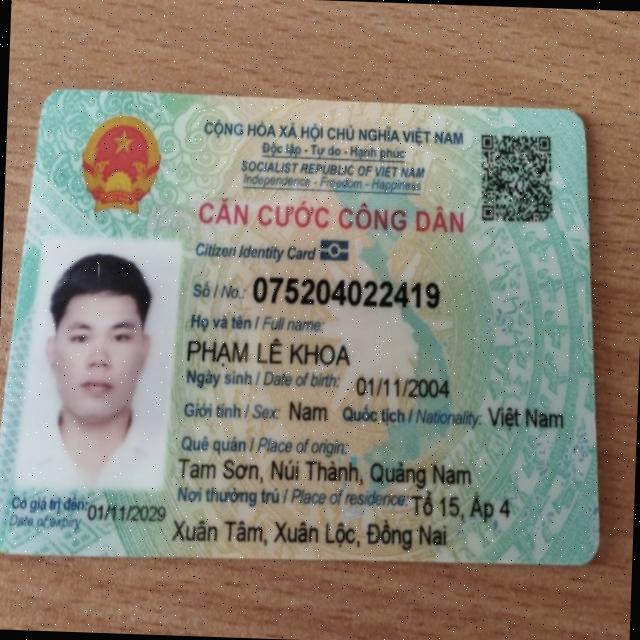 CỘNG HÒA XÃ HỘI CHỦ NGHĨA VIỆT NAM
Độc lập - Tự do - Hạnh phúc
SOCIALIST REPUBLIC OF VIET NAM
Independence - Freedom - Happiness
CĂN CƯỚC CÔNG DÂN
Citizen Identity Card
Số / No.: 075204022419
Họ và tên / Full name:
PHẠM LÊ KHOA
Ngày sinh / Date of birth: 01/11/2004
Giới tính / Sex: Nam Quốc tịch / Nationality: Việt Nam
Quê quán / Place of origin:
Tam Sơn, Núi Thành, Quảng Nam
Nơi thường trú / Place of residence: Tổ 15, Ấp 4
Xuân Tâm, Xuân Lộc, Đồng Nai
Có giá trị đến: 01/11/2029
Date of expiry